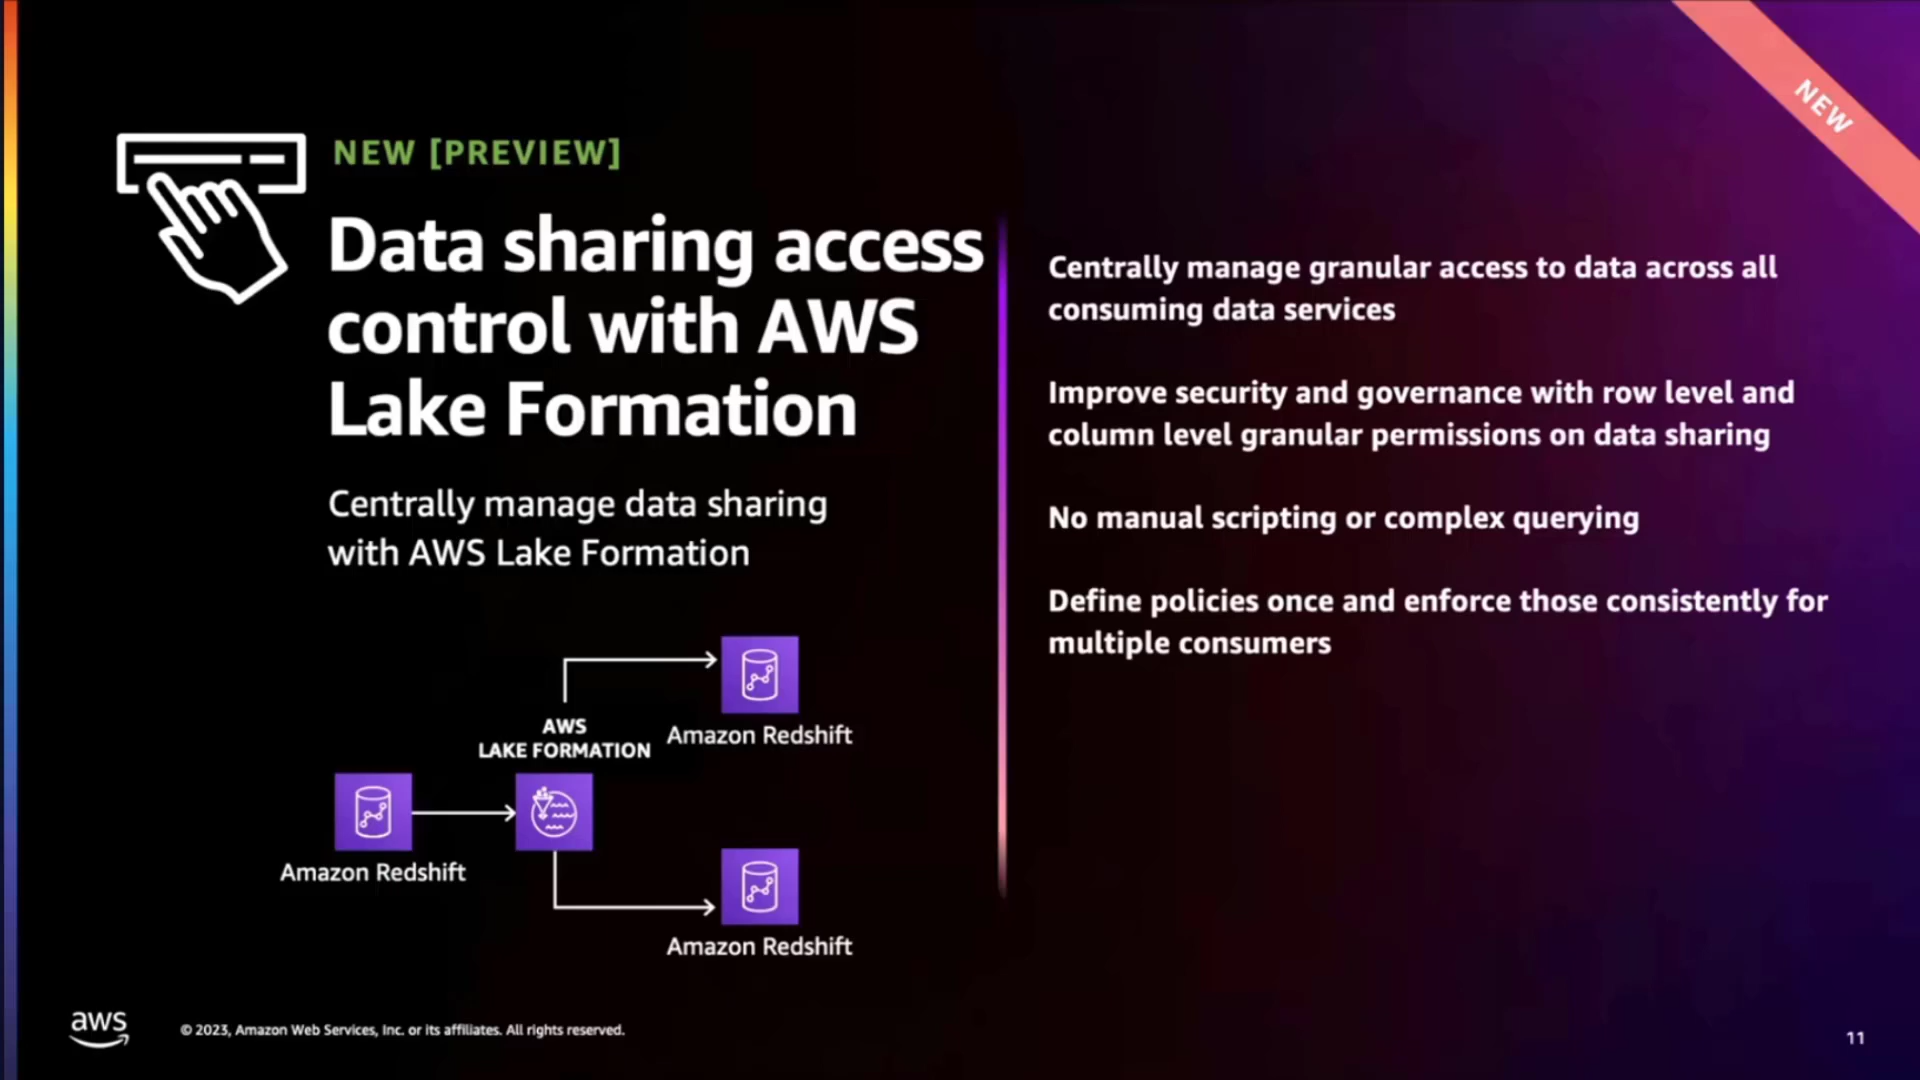 NEW
NEW [PREVIEW]
Data sharing access
control with AWS
Lake Formation
Centrally manage data sharing
with AWS Lake Formation
Centrally manage granular access to data across all
consuming data services
Improve security and governance with row level and
column level granular permissions on data sharing
No manual scripting or complex querying
Define policies once and enforce those consistently for
multiple consumers
AWS
LAKE FORMATION
Amazon Redshift
Amazon Redshift
Amazon Redshift
aws
© 2023, Amazon Web Services, Inc. or its affiliates. All rights reserved.
11